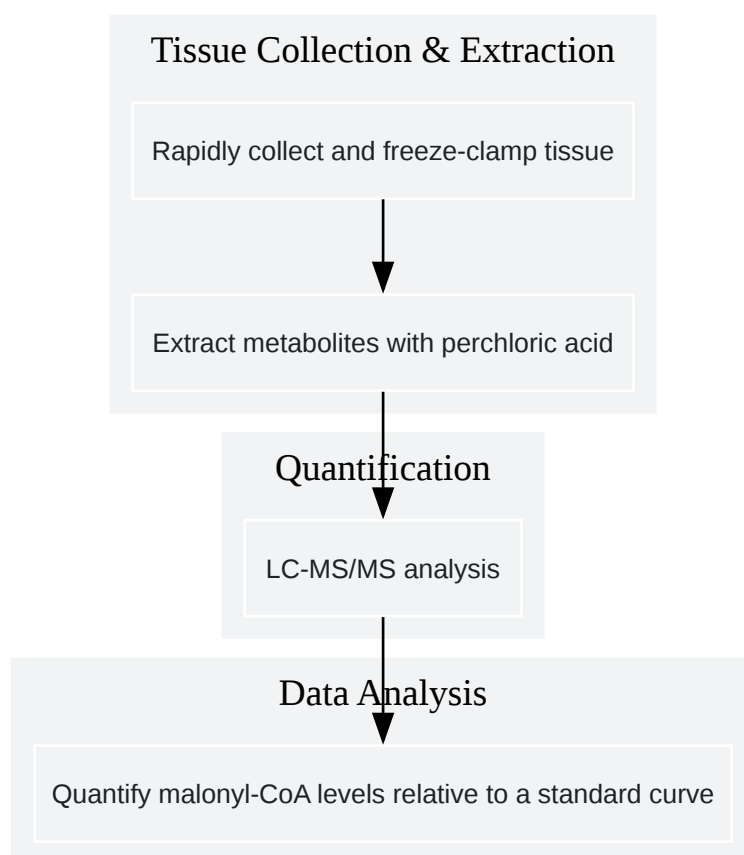 Tissue Collection & Extraction
Rapidly collect and freeze-clamp tissue
Extract metabolites with perchloric acid
Quantification
LC-MS/MS analysis
Data Analysis
Quantify malonyl-CoA levels relative to a standard curve